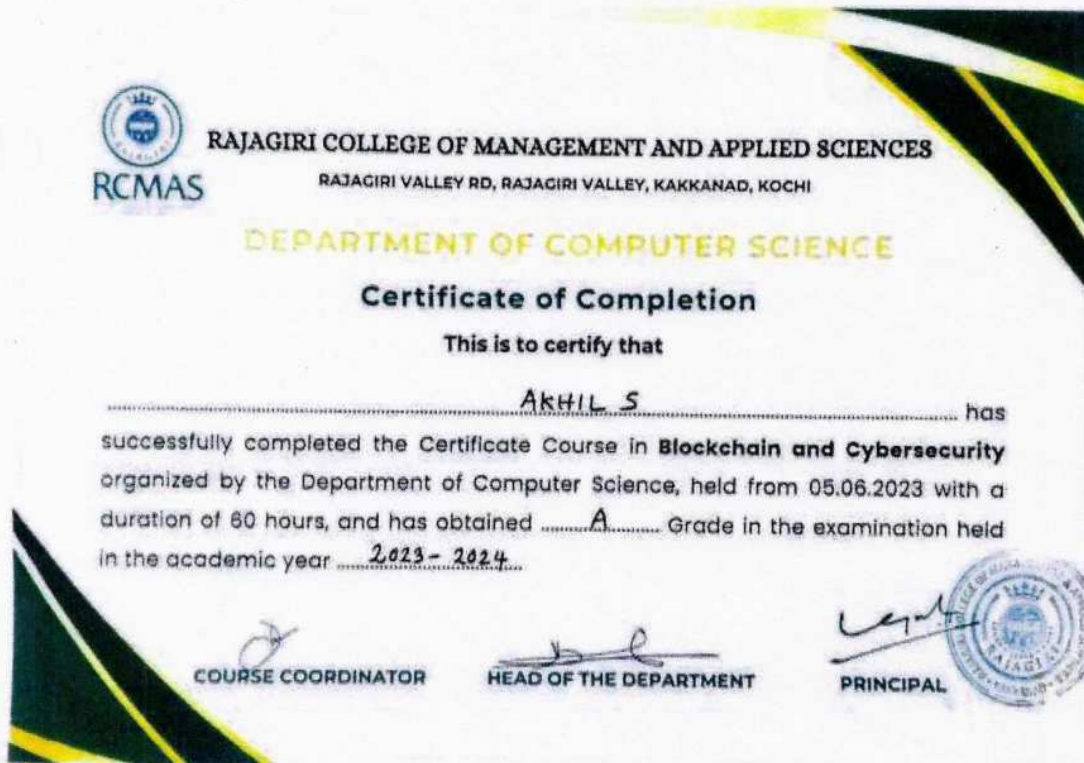 RAJAGIRI
RCMAS
RAJAGIRI COLLEGE OF MANAGEMENT AND APPLIED SCIENCES
RAJAGIRI VALLEY RD, RAJAGIRI VALLEY, KAKKANAD, KOCHI
DEPARTMENT OF COMPUTER SCIENCE
Certificate of Completion
This is to certify that
AKHIL S has
successfully completed the Certificate Course in Blockchain and Cybersecurity
organized by the Department of Computer Science, held from 05.06.2023 with a
duration of 60 hours, and has obtained A Grade in the examination held
in the academic year 2023-2024
COURSE COORDINATOR
HEAD OF THE DEPARTMENT
PRINCIPAL
RAJAGIRI